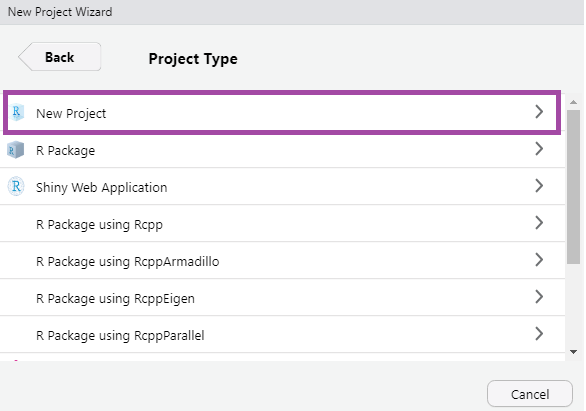 New Project Wizard
Back
Project Type
R New Project
R R Package
R Shiny Web Application
R Package using Rcpp
R Package using RcppArmadillo
R Package using RcppEigen
R Package using RcppParallel
Cancel